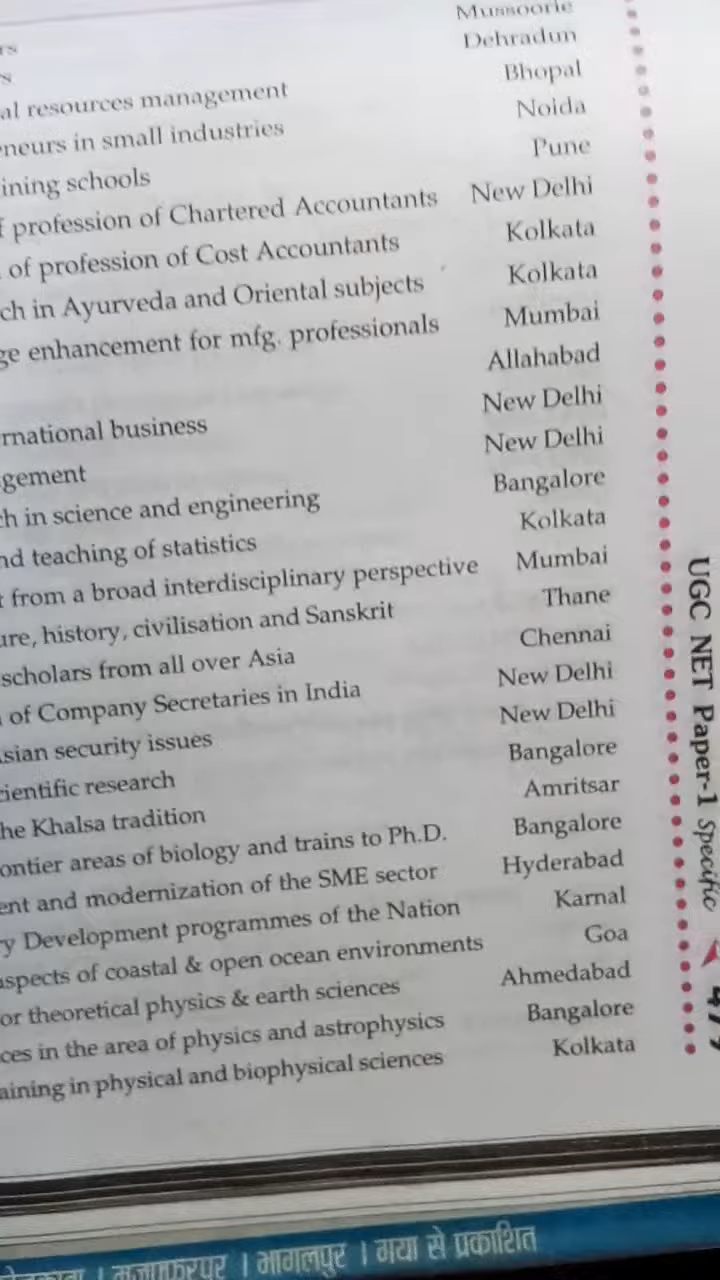 rs Mussoorie
s Dehradun
al resources management Bhopal
neurs in small industries Noida
ining schools Pune
f profession of Chartered Accountants New Delhi
of profession of Cost Accountants Kolkata
ch in Ayurveda and Oriental subjects Kolkata
ge enhancement for mfg. professionals Mumbai
Allahabad
rnational business New Delhi
gement New Delhi
ch in science and engineering Bangalore
nd teaching of statistics Kolkata
t from a broad interdisciplinary perspective Mumbai
ure, history, civilisation and Sanskrit Thane
scholars from all over Asia Chennai
of Company Secretaries in India New Delhi
sian security issues New Delhi
cientific research Bangalore
he Khalsa tradition Amritsar
ontier areas of biology and trains to Ph.D. Bangalore
ent and modernization of the SME sector Hyderabad
y Development programmes of the Nation Karnal
aspects of coastal & open ocean environments Goa
or theoretical physics & earth sciences Ahmedabad
ces in the area of physics and astrophysics Bangalore
aining in physical and biophysical sciences Kolkata
UGC NET Paper-1 Specific
। मुजफ्फरपुर । भागलपुर । गया से प्रकाशित